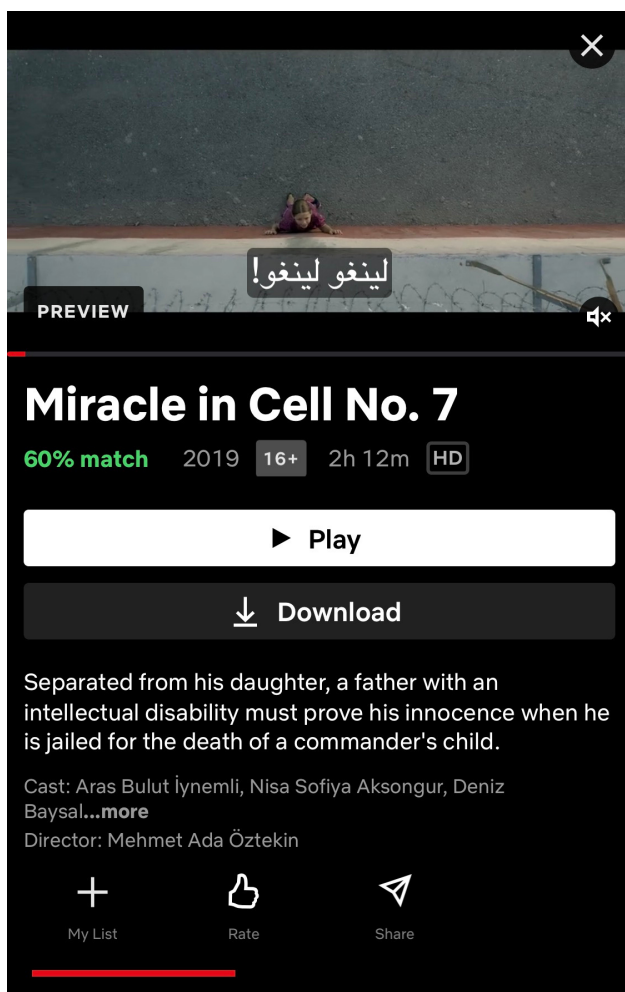 لينغو لينغو!
PREVIEW
Miracle in Cell No. 7
60% match 2019 16+ 2h 12m HD
Play
Download
Separated from his daughter, a father with an
intellectual disability must prove his innocence when he
is jailed for the death of a commander's child.
Cast: Aras Bulut İynemli, Nisa Sofiya Aksongur, Deniz
Baysal...more
Director: Mehmet Ada Öztekin
My List Rate Share